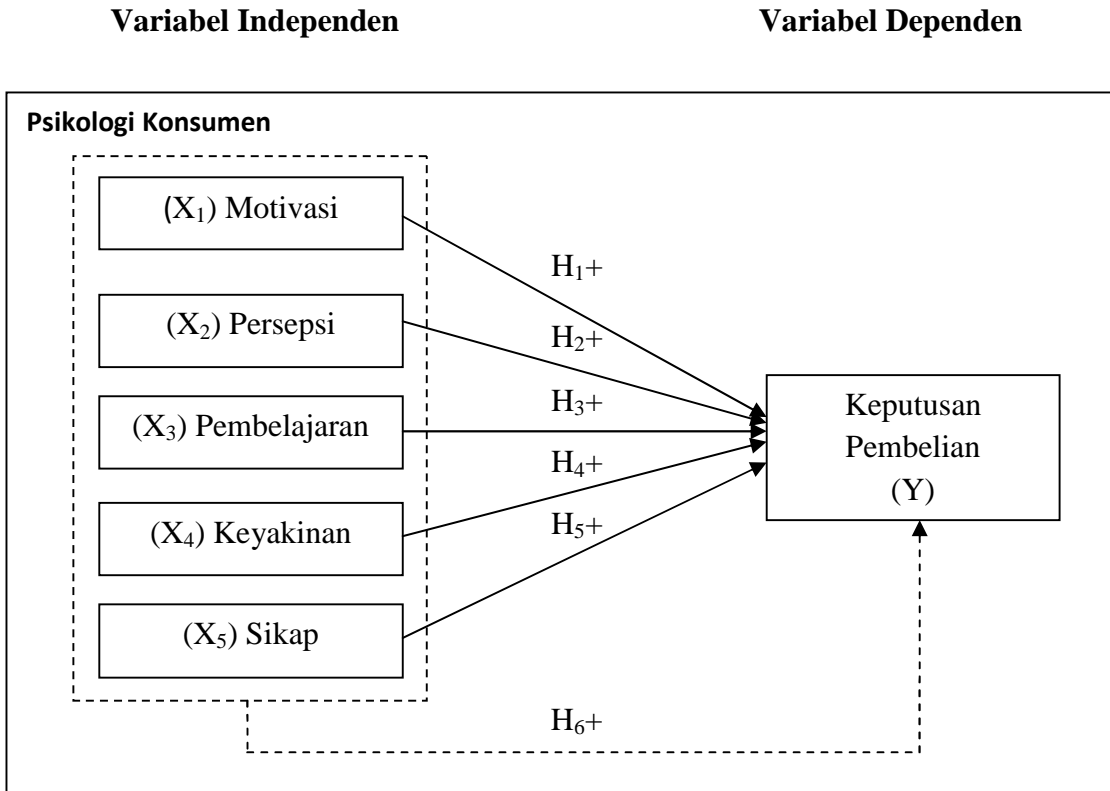 Variabel Independen
Variabel Dependen
Psikologi Konsumen
(X₁) Motivasi
H₁+
(X₂) Persepsi
H₂+
(X₃) Pembelajaran
H₃+
Keputusan
Pembelian
(Y)
(X₄) Keyakinan
H₄+
(X₅) Sikap
H₅+
H₆+